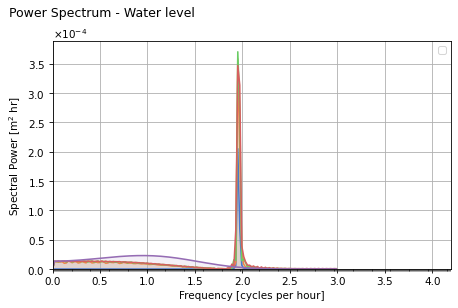 Power Spectrum - Water level
×10⁻⁴
3.5
3.0
2.5
2.0
1.5
1.0
0.5
0.0
Spectral Power [m² hr]
0.0 0.5 1.0 1.5 2.0 2.5 3.0 3.5 4.0
Frequency [cycles per hour]